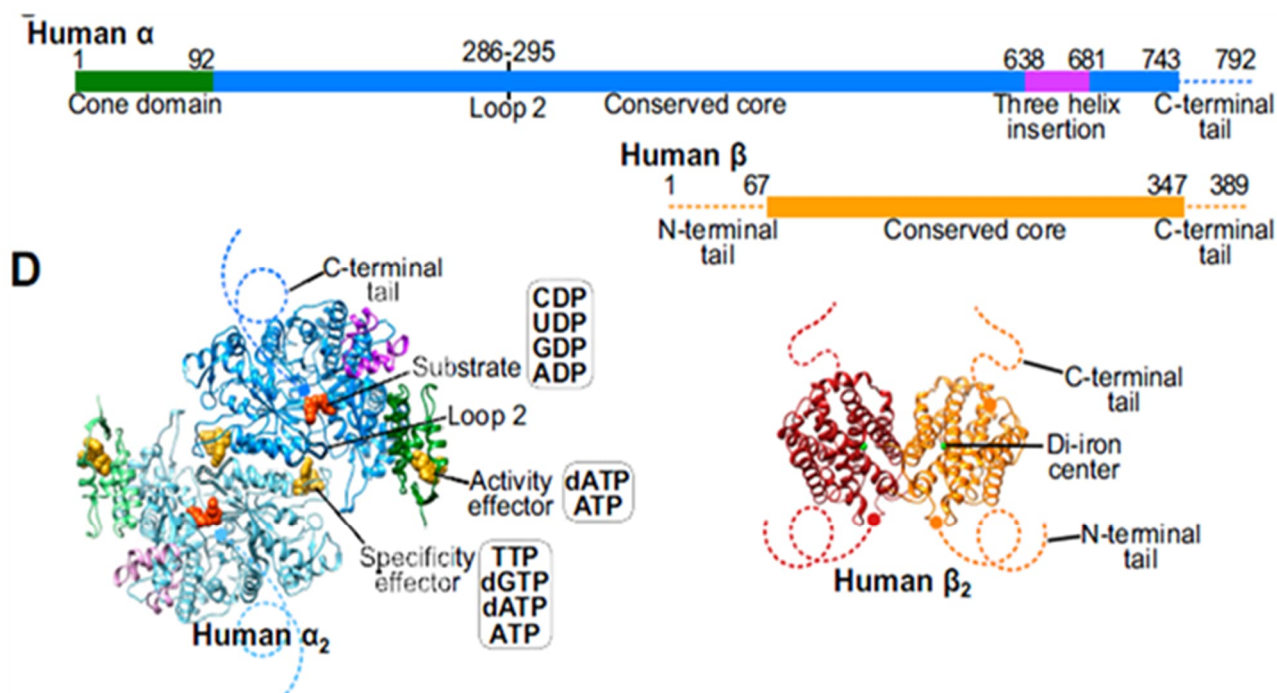 Human α
1 92 286-295 638 681 743 792
Cone domain Loop 2 Conserved core Three helix insertion C-terminal tail
Human β
1 67 347 389
N-terminal tail Conserved core C-terminal tail
D
C-terminal
tail
CDP
UDP
GDP
ADP
Substrate
Loop 2
Activity
effector
dATP
ATP
Specificity
effector
TTP
dGTP
dATP
ATP
Human α₂
C-terminal
tail
Di-iron
center
N-terminal
tail
Human β₂